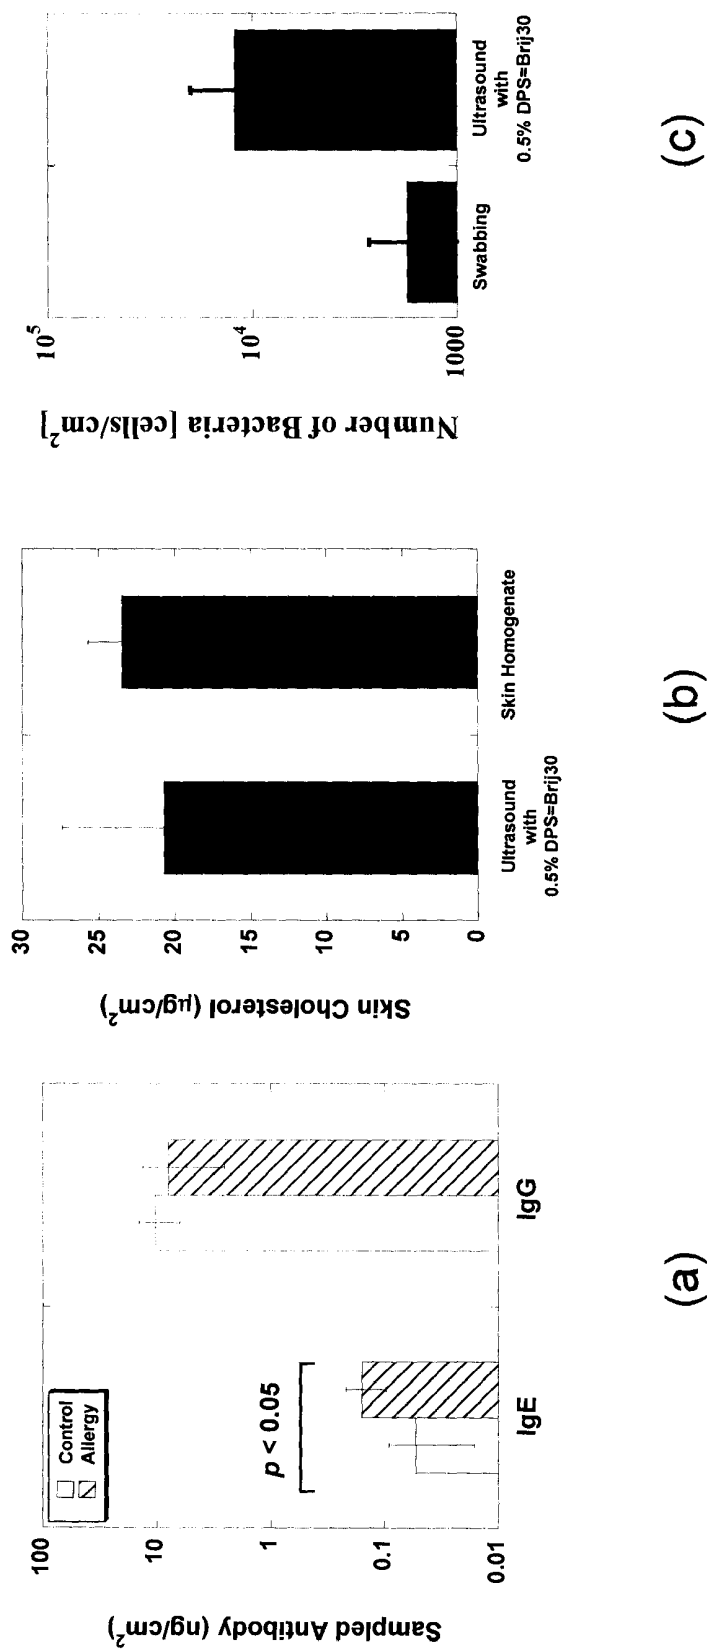 Sampled Antibody (ng/cm²)
100
10
1
0.1
0.01
Control
Allergy
p < 0.05
IgE
IgG
(a)
Skin Cholesterol (μg/cm²)
30
25
20
15
10
5
0
Ultrasound
with
0.5% DPS=Brij30
Skin Homogenate
(b)
Number of Bacteria [cells/cm²]
10⁵
10⁴
1000
Swabbing
Ultrasound
with
0.5% DPS=Brij30
(c)